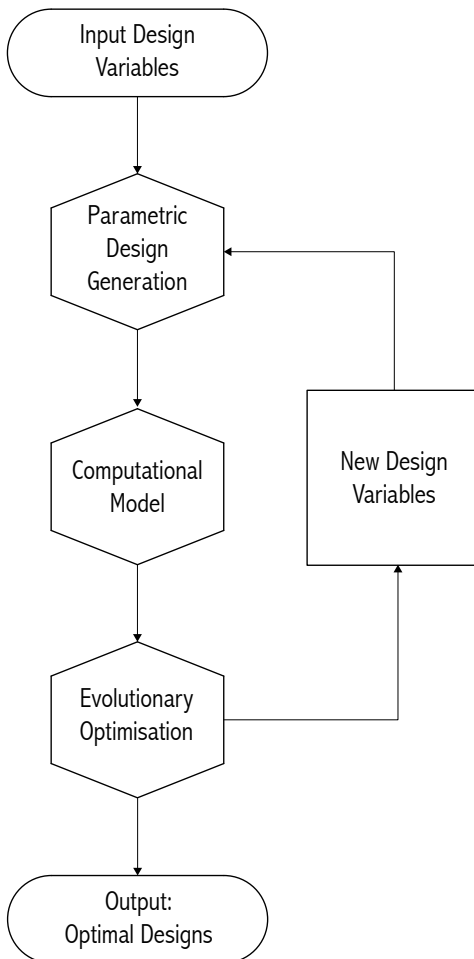 Input Design
Variables
Parametric
Design
Generation
Computational
Model
New Design
Variables
Evolutionary
Optimisation
Output:
Optimal Designs